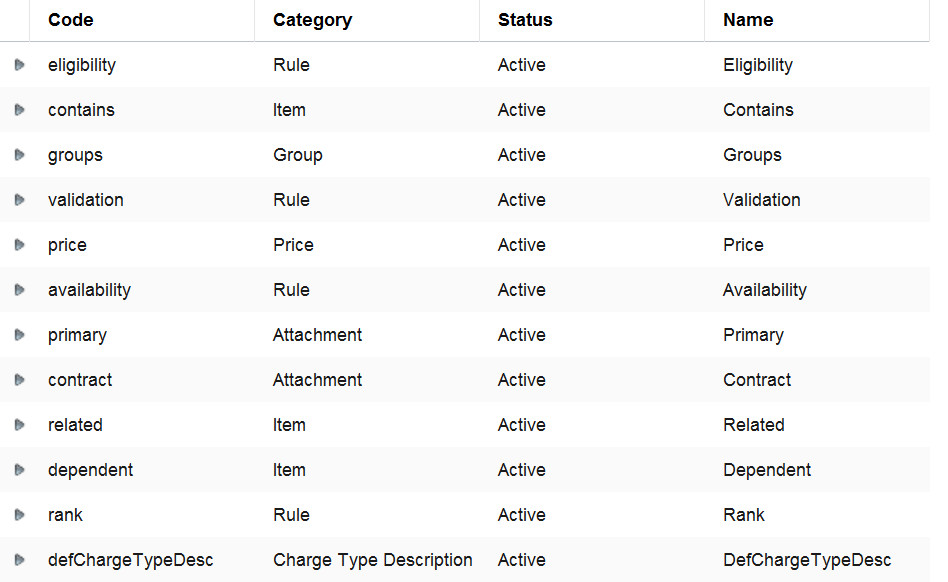 Code Category Status Name
eligibility Rule Active Eligibility
contains Item Active Contains
groups Group Active Groups
validation Rule Active Validation
price Price Active Price
availability Rule Active Availability
primary Attachment Active Primary
contract Attachment Active Contract
related Item Active Related
dependent Item Active Dependent
rank Rule Active Rank
defChargeTypeDesc Charge Type Description Active DefChargeTypeDesc